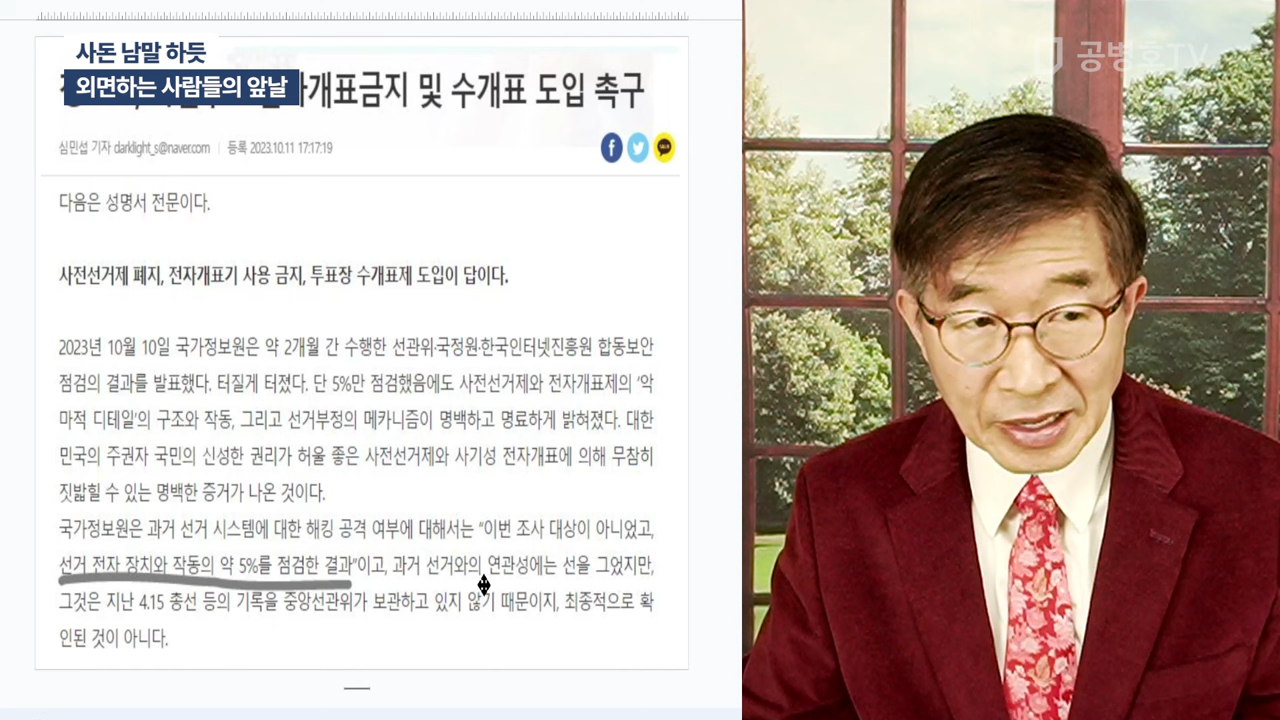 사돈 남말 하듯
외면하는 사람들의 앞날
개표금지 및 수개표 도입 촉구
심민섭 기자 darklight_s@naver.com | 등록 2023.10.11 17:17:19
다음은 성명서 전문이다.
사전선거제 폐지, 전자개표기 사용 금지, 투표장 수개표제 도입이 답이다.
2023년 10월 10일 국가정보원은 약 2개월 간 수행한 선관위·국정원·한국인터넷진흥원 합동보안
점검의 결과를 발표했다. 터질게 터졌다. 단 5%만 점검했음에도 사전선거제와 전자개표제의 '악
마적 디테일'의 구조와 작동, 그리고 선거부정의 메카니즘이 명백하고 명료하게 밝혀졌다. 대한
민국의 주권자 국민의 신성한 권리가 허울 좋은 사전선거제와 사기성 전자개표에 의해 무참히
짓밟힐 수 있는 명백한 증거가 나온 것이다.
국가정보원은 과거 선거 시스템에 대한 해킹 공격 여부에 대해서는 "이번 조사 대상이 아니었고,
선거 전자 장치와 작동의 약 5%를 점검한 결과"이고, 과거 선거와의 연관성에는 선을 그었지만,
그것은 지난 4.15 총선 등의 기록을 중앙선관위가 보관하고 있지 않기 때문이지, 최종적으로 확
인된 것이 아니다.
공병호TV